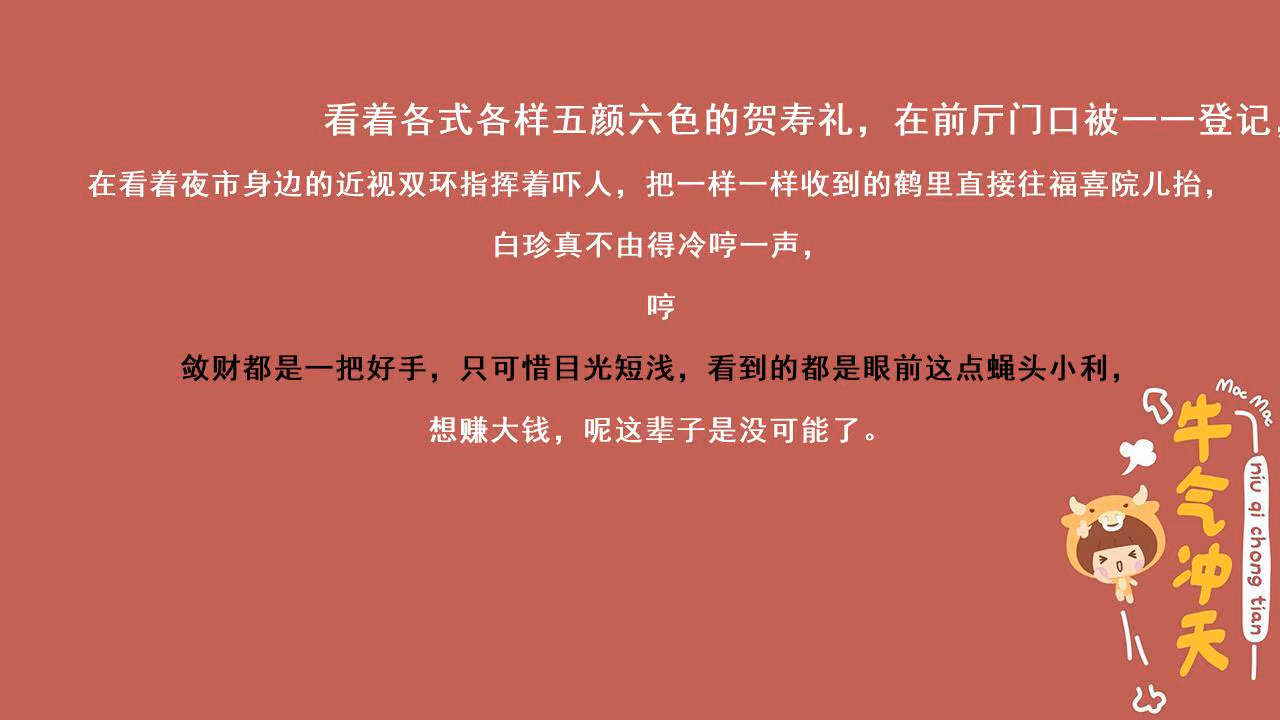 看着各式各样五颜六色的贺寿礼，在前厅门口被一一登记，
在看着夜市身边的近视双环指挥着吓人，把一样一样收到的鹤里直接往福喜院儿抬，
白珍真不由得冷哼一声，
哼
敛财都是一把好手，只可惜目光短浅，看到的都是眼前这点蝇头小利，
想赚大钱，呢这辈子是没可能了。
Moc Moc
牛气冲天
niu qi chong tian